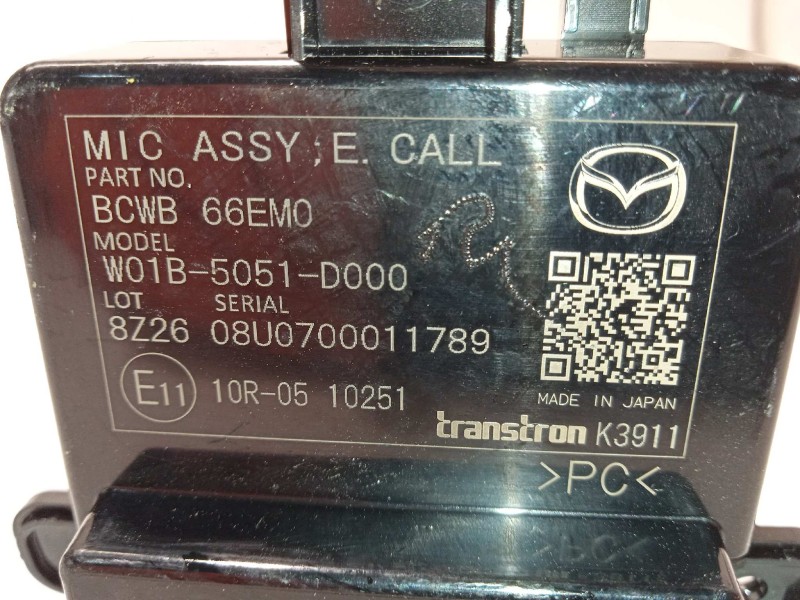 MIC ASSY;E. CALL
PART NO.
BCWB 66EM0
MODEL
W01B-5051-D000
LOT SERIAL
8Z26 08U0700011789
E11 10R-05 10251
MADE IN JAPAN
transtron K3911
>PC<